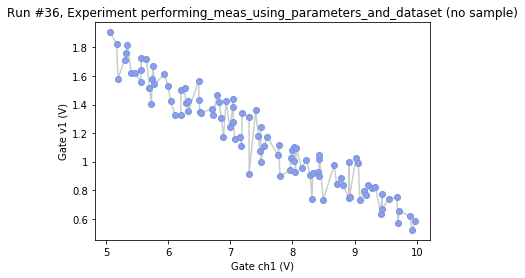 Run #36, Experiment performing_meas_using_parameters_and_dataset (no sample)
Gate v1 (V)
1.8
1.6
1.4
1.2
1
0.8
0.6
5 6 7 8 9 10
Gate ch1 (V)